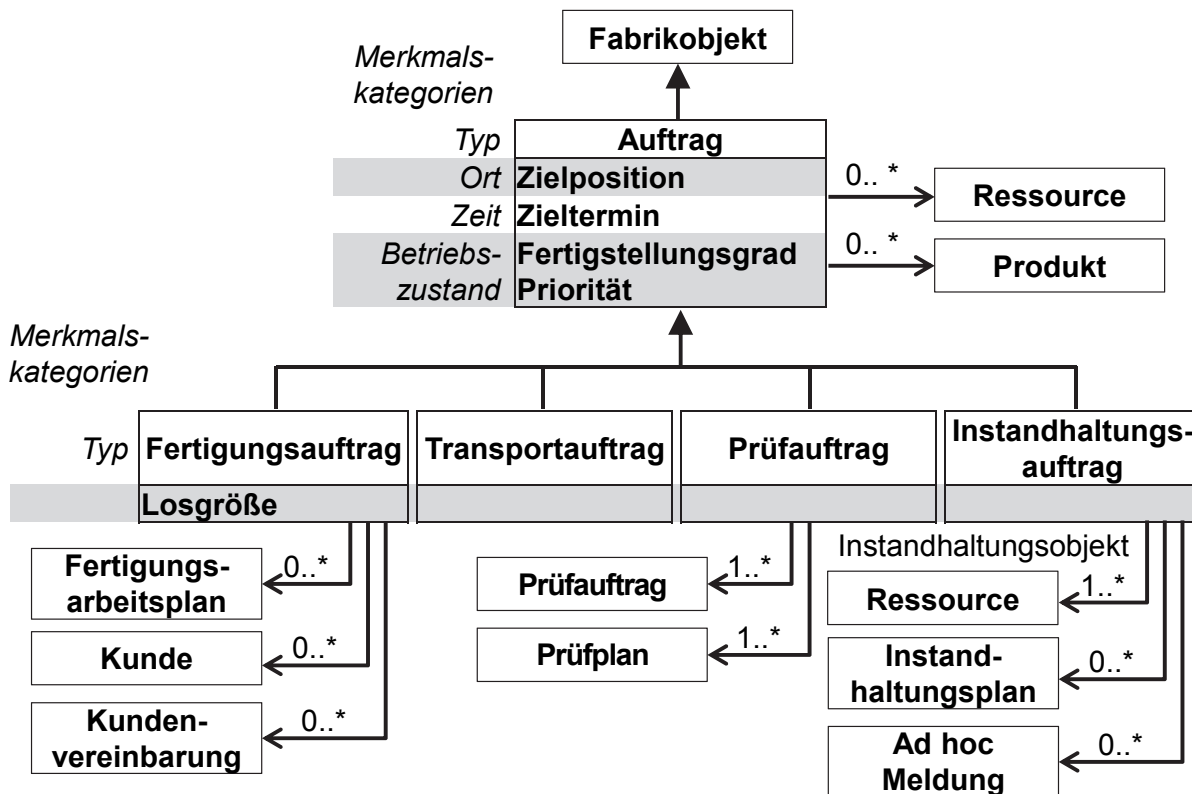 Fabrikobjekt
Merkmals-
kategorien
Typ Auftrag
Ort Zielposition 0.. * Ressource
Zeit Zieltermin
Betriebs- Fertigstellungsgrad 0.. * Produkt
zustand Priorität
Merkmals-
kategorien
Typ Fertigungsauftrag Transportauftrag Prüfauftrag Instandhaltungs-
auftrag
Losgröße
Instandhaltungsobjekt
Fertigungs-
arbeitsplan 0..*
Kunde 0..*
Kunden-
vereinbarung 0..*
Prüfauftrag 1..*
Prüfplan 1..*
Ressource 1..*
Instand-
haltungsplan 0..*
Ad hoc
Meldung 0..*